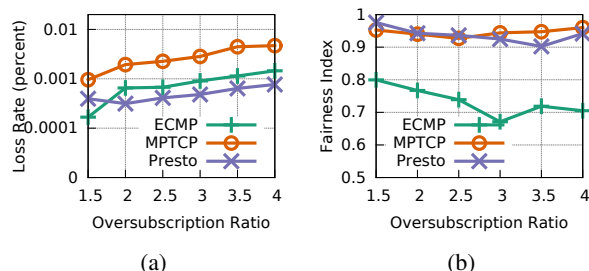 Loss Rate (percent)
0.01
0.001
0.0001
0
ECMP
MPTCP
Presto
1.5 2 2.5 3 3.5 4
Oversubscription Ratio
(a)
Fairness Index
1
0.9
0.8
0.7
0.6
0.5
ECMP
MPTCP
Presto
1.5 2 2.5 3 3.5 4
Oversubscription Ratio
(b)